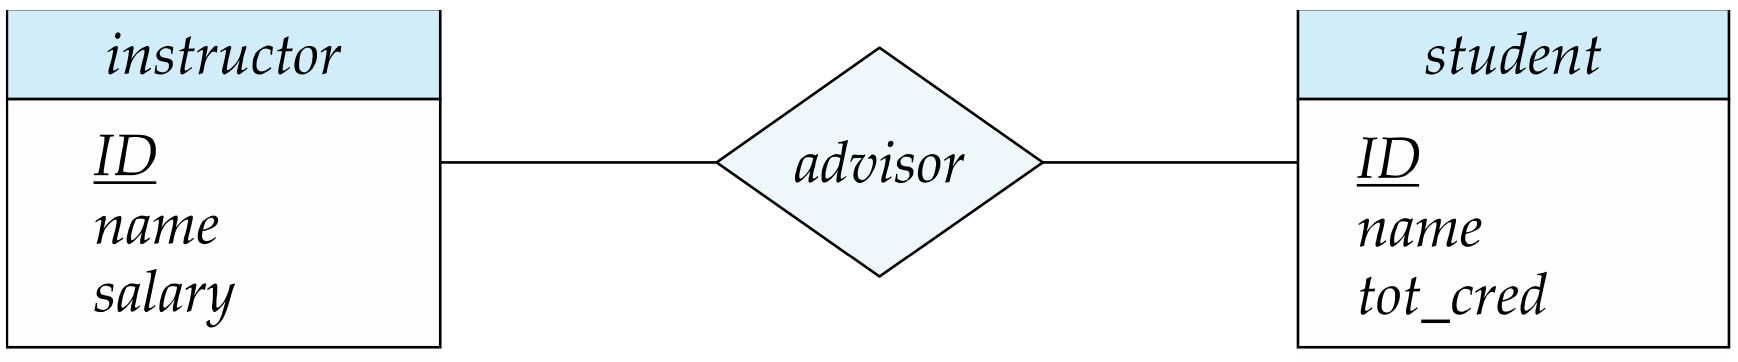 instructor
ID
name
salary
advisor
student
ID
name
tot_cred